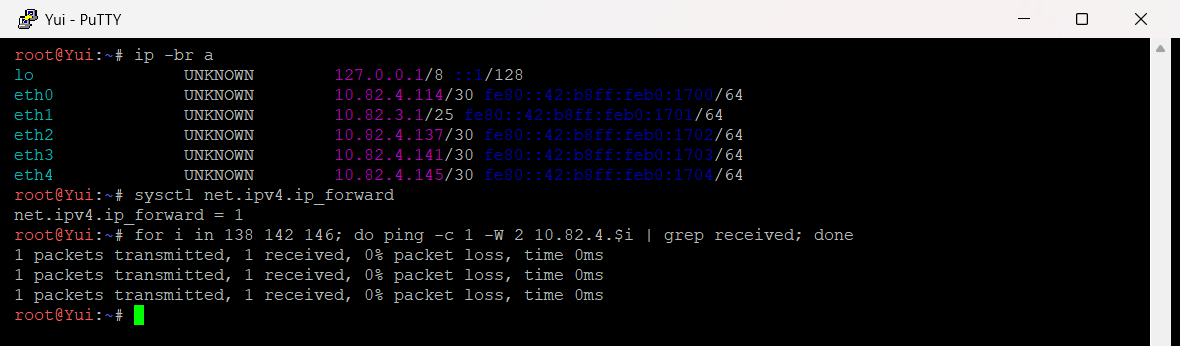 Yui - PuTTY
root@Yui:~# ip -br a
lo               UNKNOWN        127.0.0.1/8 ::1/128
eth0             UNKNOWN        10.82.4.114/30 fe80::42:b8ff:feb0:1700/64
eth1             UNKNOWN        10.82.3.1/25 fe80::42:b8ff:feb0:1701/64
eth2             UNKNOWN        10.82.4.137/30 fe80::42:b8ff:feb0:1702/64
eth3             UNKNOWN        10.82.4.141/30 fe80::42:b8ff:feb0:1703/64
eth4             UNKNOWN        10.82.4.145/30 fe80::42:b8ff:feb0:1704/64
root@Yui:~# sysctl net.ipv4.ip_forward
net.ipv4.ip_forward = 1
root@Yui:~# for i in 138 142 146; do ping -c 1 -W 2 10.82.4.$i | grep received; done
1 packets transmitted, 1 received, 0% packet loss, time 0ms
1 packets transmitted, 1 received, 0% packet loss, time 0ms
1 packets transmitted, 1 received, 0% packet loss, time 0ms
root@Yui:~#